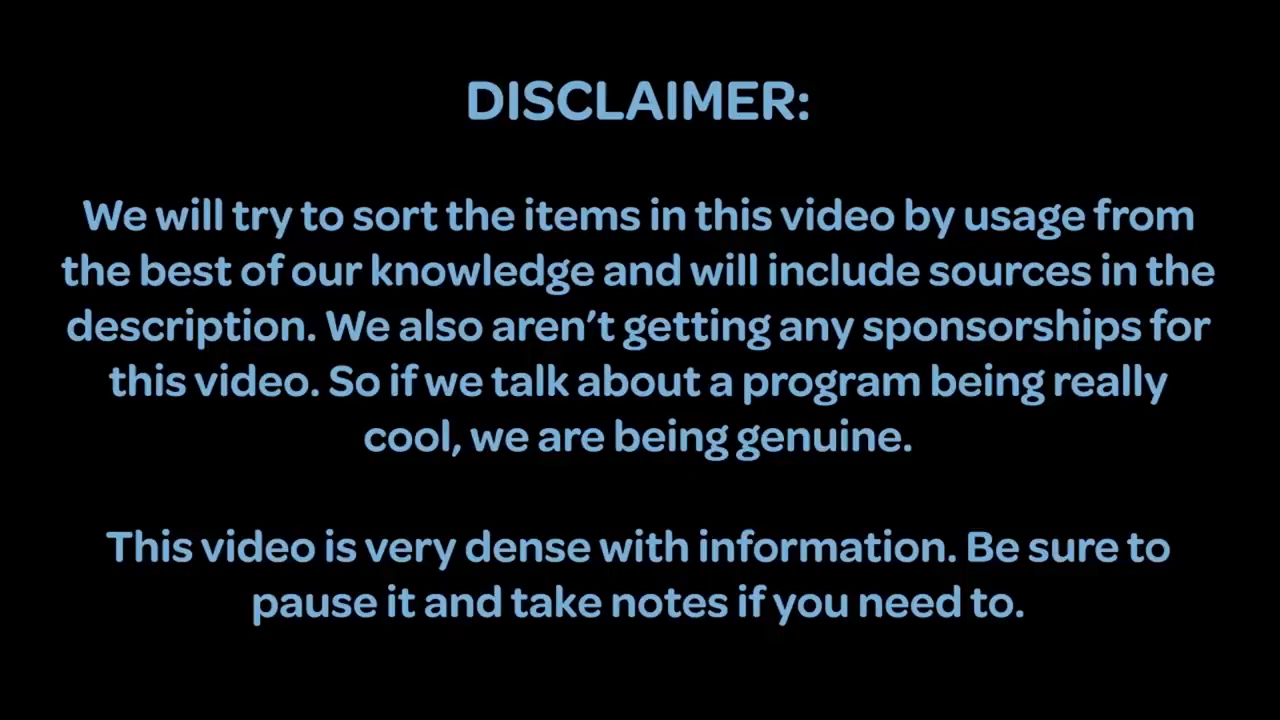 DISCLAIMER:
We will try to sort the items in this video by usage from
the best of our knowledge and will include sources in the
description. We also aren’t getting any sponsorships for
this video. So if we talk about a program being really
cool, we are being genuine.
This video is very dense with information. Be sure to
pause it and take notes if you need to.